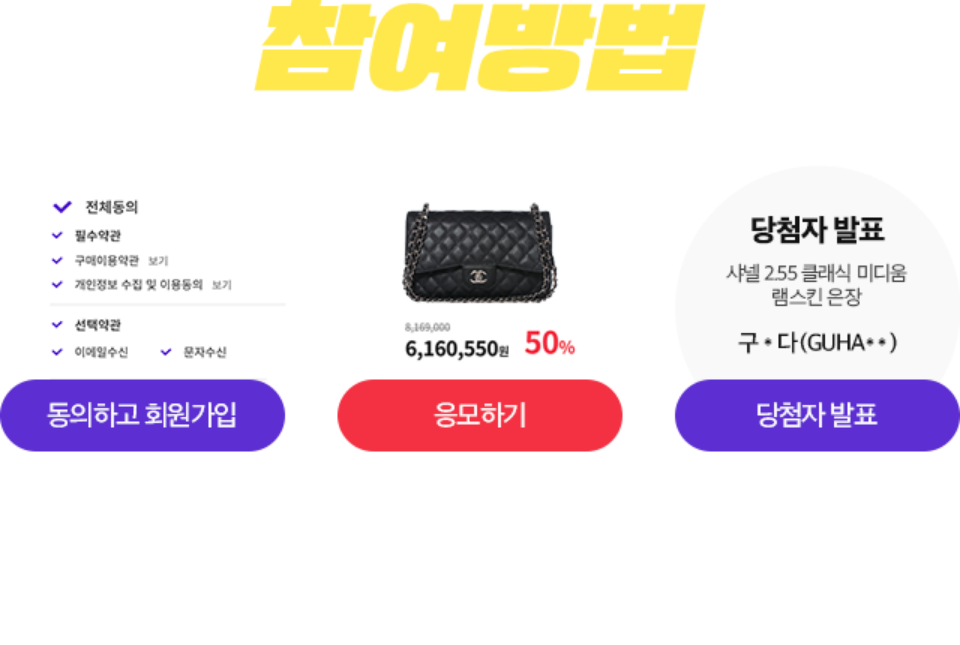 참여방법
전체동의
필수약관
구매이용약관 보기
개인정보 수집 및 이용동의 보기
선택약관
이메일수신 문자수신
동의하고 회원가입
8,169,000
6,160,550원 50%
응모하기
당첨자 발표
샤넬 2.55 클래식 미디움
램스킨 은장
구*다(GUHA**)
당첨자 발표